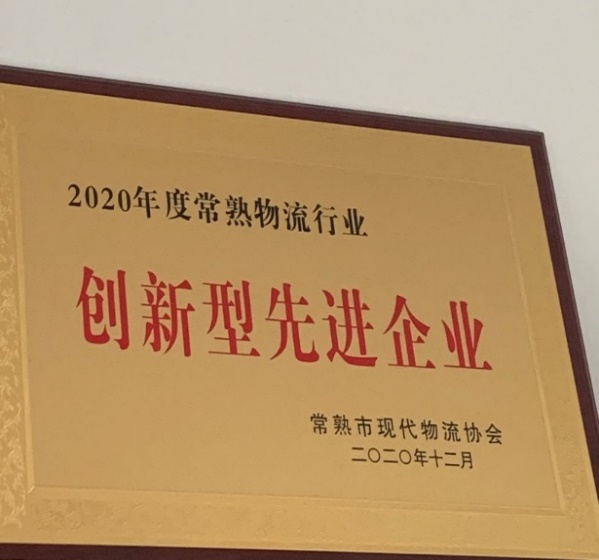 2020年度常熟物流行业
创新型先进企业
常熟市现代物流协会
二〇二〇年十二月